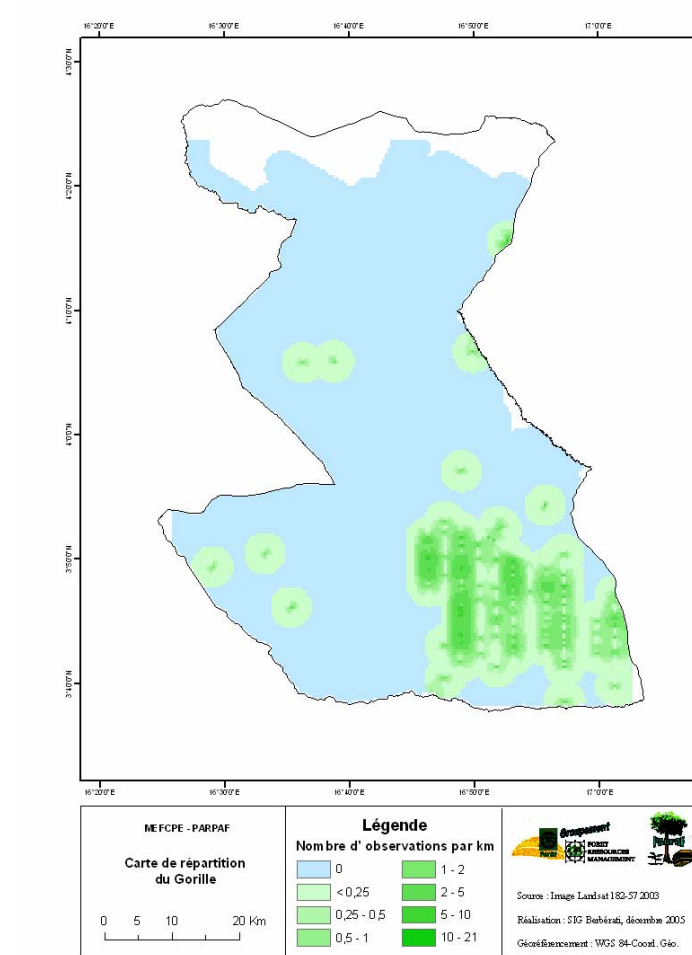 16°20'0"E 16°30'0"E 16°40'0"E 16°50'0"E 17°0'0"E
4°30'0"N
4°20'0"N
4°10'0"N
4°0'0"N
3°50'0"N
3°40'0"N
16°20'0"E 16°30'0"E 16°40'0"E 16°50'0"E 17°0'0"E
MEFCPE - PARPAF
Carte de répartition
du Gorille
0 5 10 20 Km
Légende
Nombre d' observations par km
0
< 0,25
0,25 - 0,5
0,5 - 1
1 - 2
2 - 5
5 - 10
10 - 21
Groupement
FORET
RESSOURCES
MANAGEMENT
Source : Image Landsat 182-57 2003
Réalisation : SIG Berbérati, décembre 2005
Géoréférencement : WGS 84-Coord. Géo.